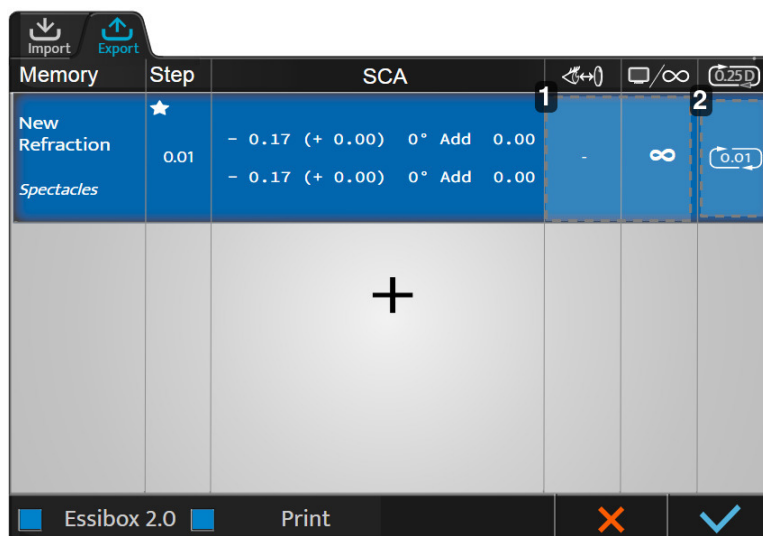 Import Export
Memory Step SCA /∞ 0.25 D
1 2
New
Refraction
Spectacles
0.01
- 0.17 (+ 0.00) 0° Add 0.00
- 0.17 (+ 0.00) 0° Add 0.00
- ∞ 0.01
Essibox 2.0 Print